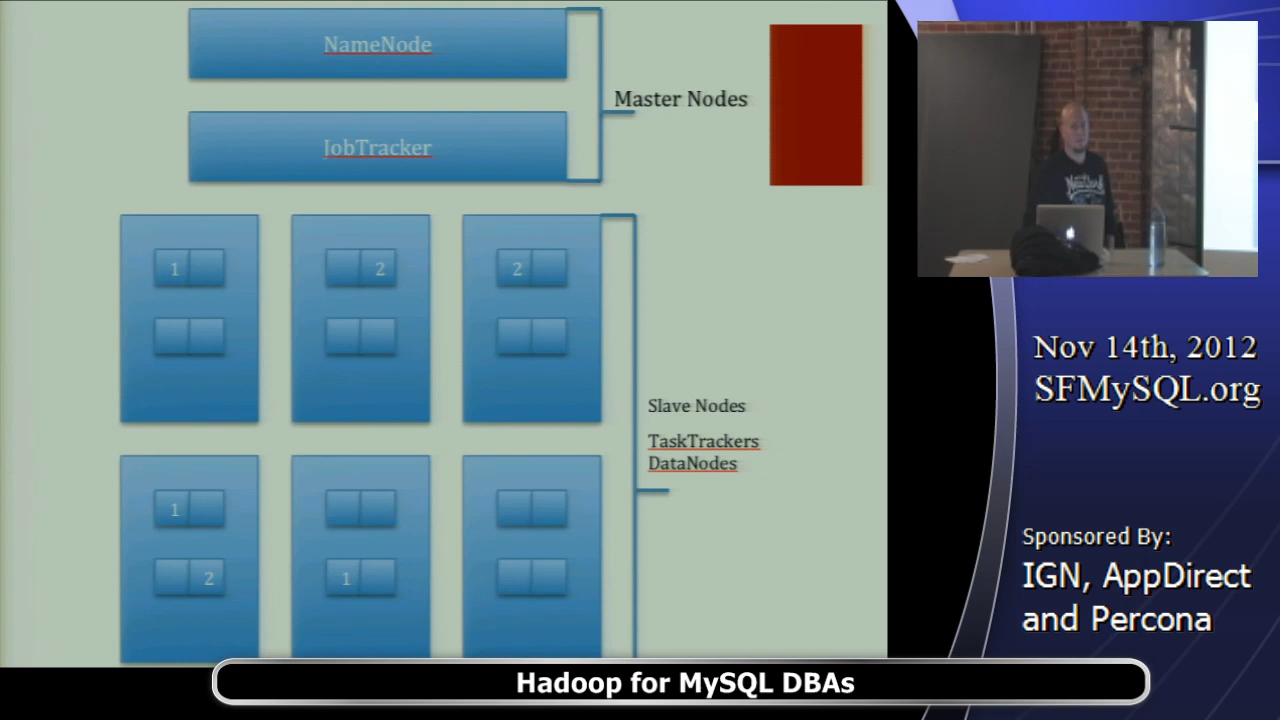 NameNode
JobTracker
Master Nodes
1
2
2
Slave Nodes
TaskTrackers
DataNodes
1
2
1
Nov 14th, 2012
SFMySQL.org
Sponsored By:
IGN, AppDirect
and Percona
Hadoop for MySQL DBAs